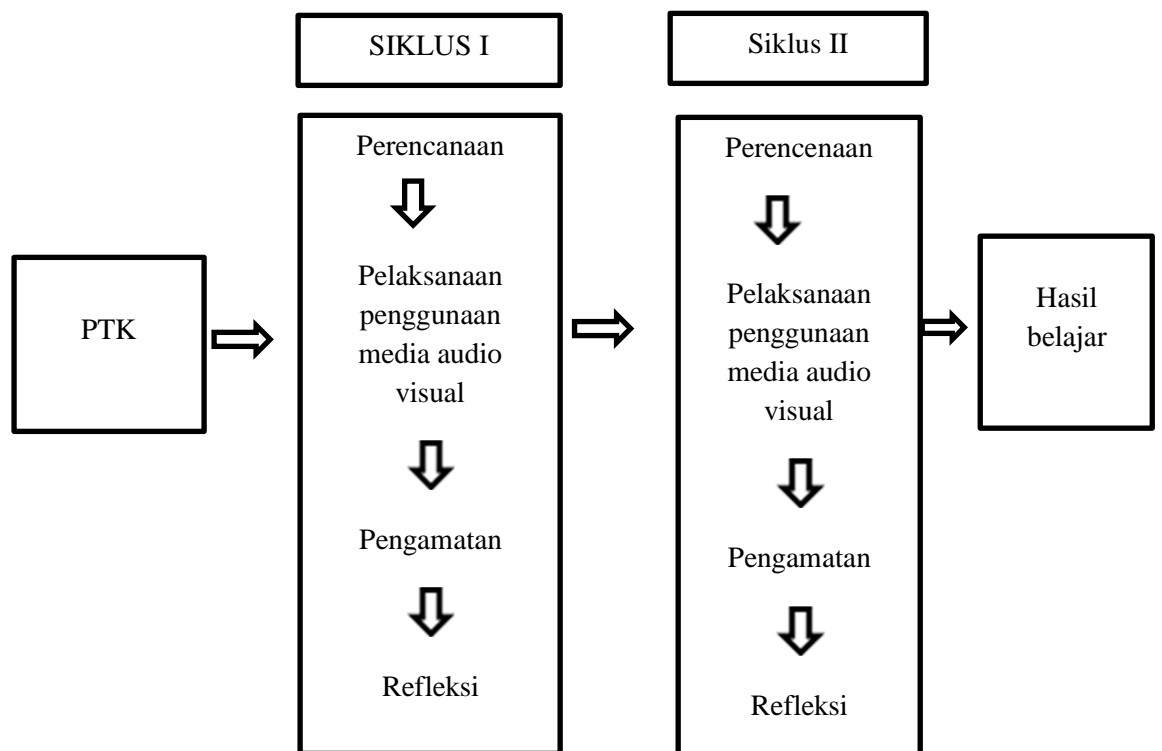 SIKLUS I
Siklus II
PTK
Perencanaan
Pelaksanaan
penggunaan
media audio
visual
Pengamatan
Refleksi
Perencenaan
Pelaksanaan
penggunaan
media audio
visual
Pengamatan
Refleksi
Hasil
belajar